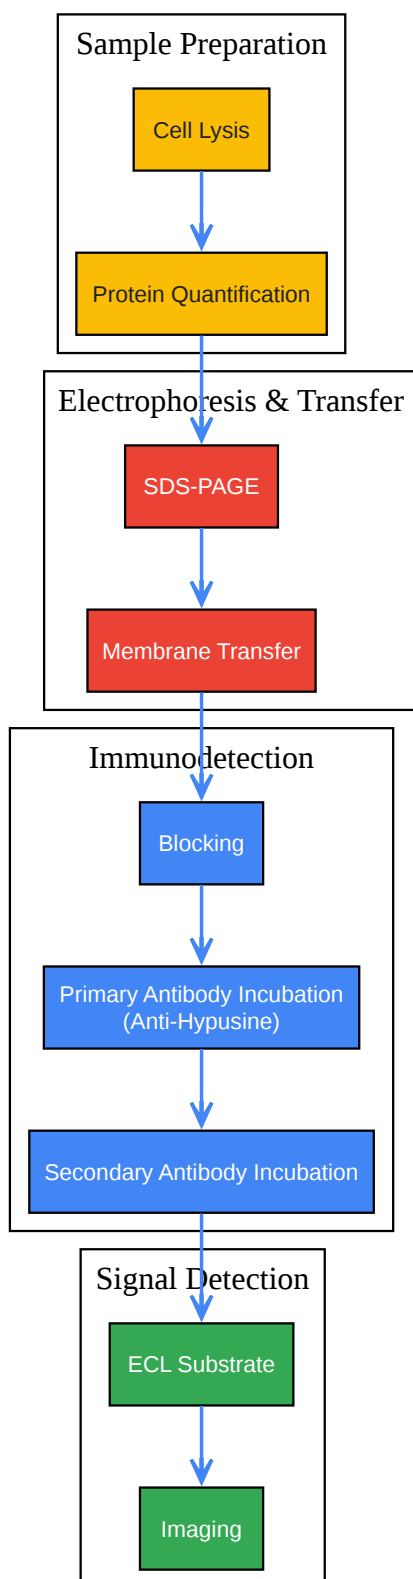 Sample Preparation
Cell Lysis
Protein Quantification
Electrophoresis & Transfer
SDS-PAGE
Membrane Transfer
Immunodetection
Blocking
Primary Antibody Incubation
(Anti-Hypusine)
Secondary Antibody Incubation
Signal Detection
ECL Substrate
Imaging